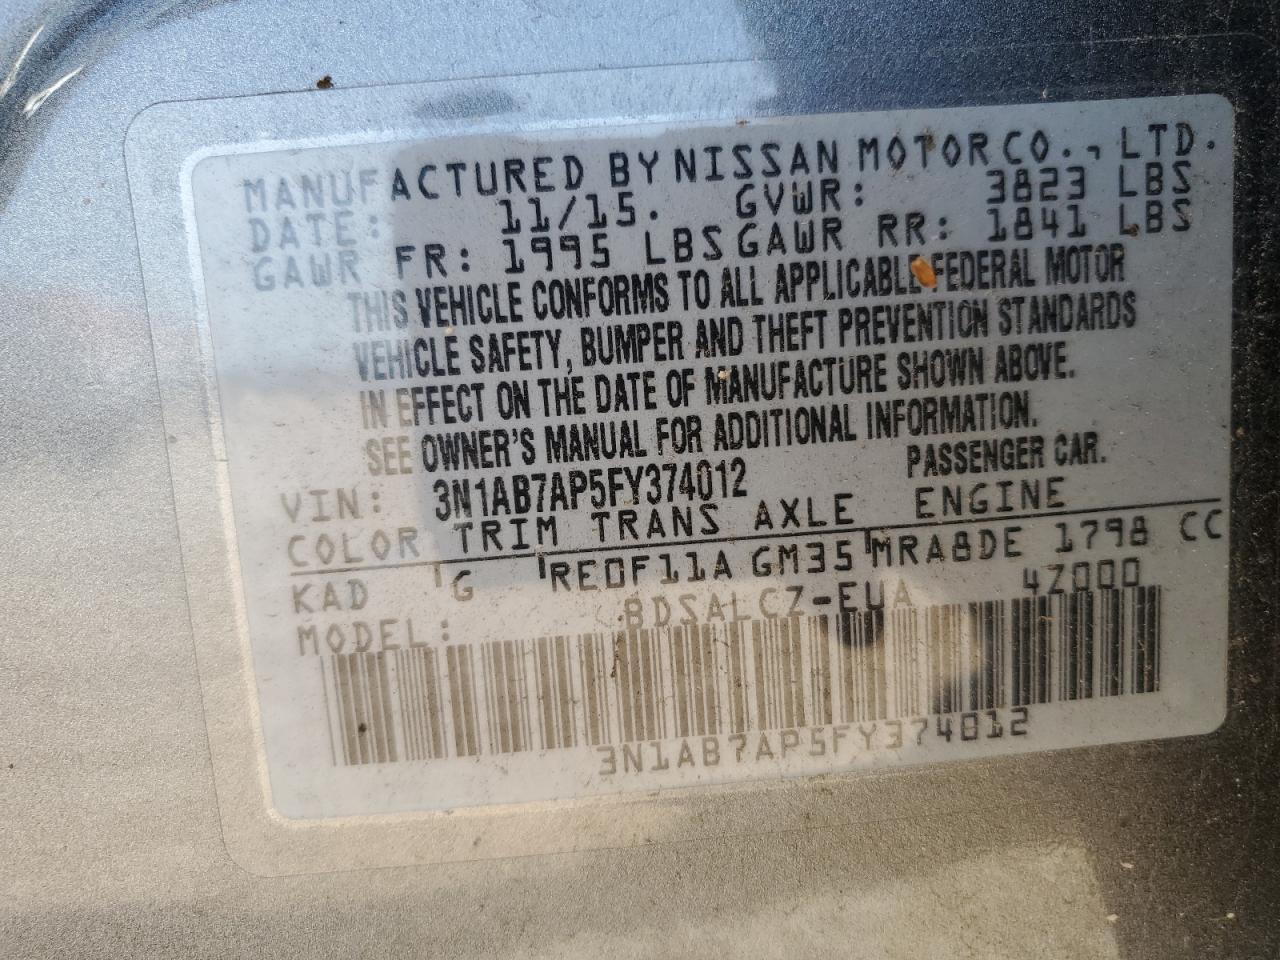 MANUFACTURED BY NISSAN MOTOR CO., LTD.
DATE: 11/15. GVWR: 3823 LBS
GAWR FR: 1995 LBS GAWR RR: 1841 LBS
THIS VEHICLE CONFORMS TO ALL APPLICABLE FEDERAL MOTOR
VEHICLE SAFETY, BUMPER AND THEFT PREVENTION STANDARDS
IN EFFECT ON THE DATE OF MANUFACTURE SHOWN ABOVE.
SEE OWNER'S MANUAL FOR ADDITIONAL INFORMATION.
VIN: 3N1AB7AP5FY374012 PASSENGER CAR.
COLOR TRIM TRANS AXLE ENGINE
KAD G RE0F11A GM35 MRA8DE 1798 CC
MODEL: BDSALCZ-EUA 4Z000
3N1AB7AP5FY374012